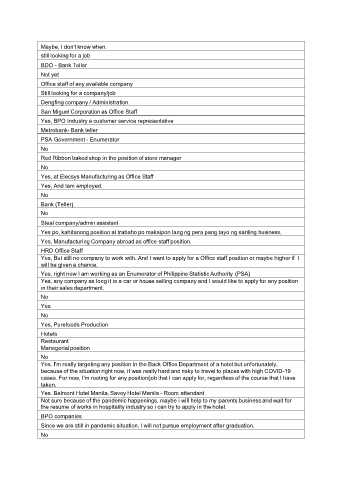 Maybe, I don't know when.
still looking for a job
BDO - Bank Teller
Not yet
Office staff of any available company
Still looking for a company/job
Dengfing company / Administration
San Miguel Corporation as Office Staff
Yes, BPO Industry a customer service representative
Metrobank- Bank teller
PSA Government - Enumerator
No
Red Ribbon baked shop in the position of store manager
No
Yes, at Elecsys Manufacturing as Office Staff
Yes, And Iam employed.
No
Bank (Teller)
No
Steel company/admin assistant
Yes po, kahitanong position at trabaho po makaipon lang ng pera pang tayo ng sariling business.
Yes, Manufacturing Company abroad as office staff position.
HRD Office Staff
Yes, But still no company to work with. And I want to apply for a Office staff position or maybe higher if I
will be given a chance.
Yes, right now I am working as an Enumerator of Philippine Statistic Authority (PSA)
Yes, any company as long it is a car or house selling company and I would like to apply for any position
in their sales department.
No
Yes
No
Yes, Purefoods Production
Hotels
Restaurant
Managerial position
No
Yes. I'm really targeting any position in the Back Office Department of a hotel but unfortunately,
because of the situation right now, it was really hard and risky to travel to places with high COVID-19
cases. For now, I'm rooting for any position/job that I can apply for, regardless of the course that I have
taken.
Yes. Belmont Hotel Manila, Savoy Hotel Manila - Room attendant
Not sure because of the pandemic happenings, maybe i will help to my parents business and wait for
the resume of works in hospitality industry so i can try to apply in the hotel.
BPO companies
Since we are still in pandemic situation, I will not pursue employment after graduation.
No